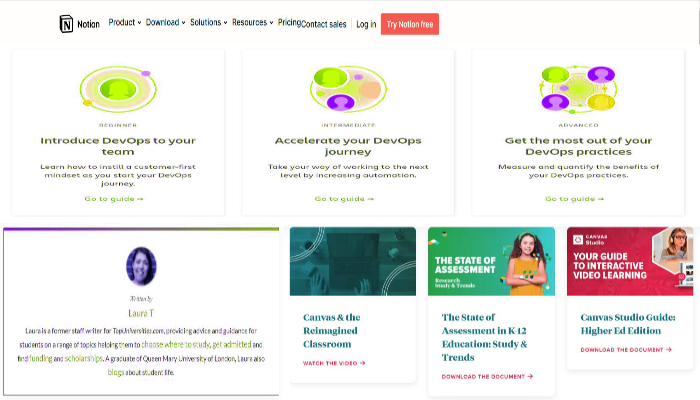 Notion Product Download Solutions Resources Pricing Contact sales Log in Try Notion free
BEGINNER
Introduce DevOps to your
team
Learn how to instill a customer-first
mindset as you start your DevOps
journey.
Go to guide →
INTERMEDIATE
Accelerate your DevOps
journey
Take your way of working to the next
level by increasing automation.
Go to guide →
ADVANCED
Get the most out of your
DevOps practices
Measure and quantify the benefits of
your DevOps practices.
Go to guide →
Written by
Laura T
Laura is a former staff writer for TopUniversities.com, providing advice and guidance for
students on a range of topics helping them to choose where to study, get admitted and
find funding and scholarships. A graduate of Queen Mary University of London, Laura also
blogs about student life.
Canvas & the
Reimagined
Classroom
WATCH THE VIDEO →
THE STATE OF
ASSESSMENT
Research
Study & Trends
The State of
Assessment in K-12
Education: Study &
Trends
DOWNLOAD THE DOCUMENT →
CANVAS
Studio
YOUR GUIDE
TO INTERACTIVE
VIDEO LEARNING
Canvas Studio Guide:
Higher Ed Edition
DOWNLOAD THE DOCUMENT →